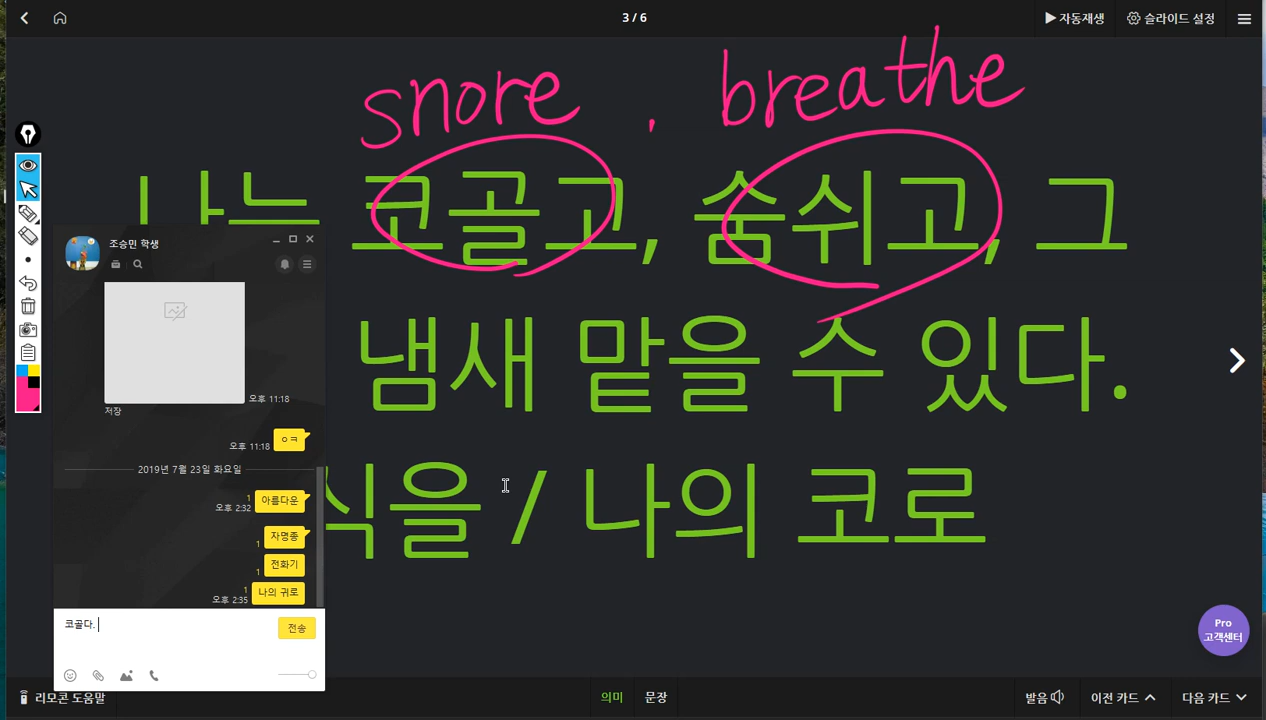 3 / 6
▶자동재생
슬라이드 설정
snore , breathe
나는 코골고, 숨쉬고, 그
냄새 맡을 수 있다.
식을 / 나의 코로
조승민 학생
저장
오후 11:18
오후 11:18 ㅇㅋ
2019년 7월 23일 화요일
1
오후 2:32 아름다운
1 자명종
1 전화기
1
오후 2:35 나의 귀로
코골다.
전송
Pro
고객센터
리모콘 도움말
의미 문장
발음 이전 카드 다음 카드